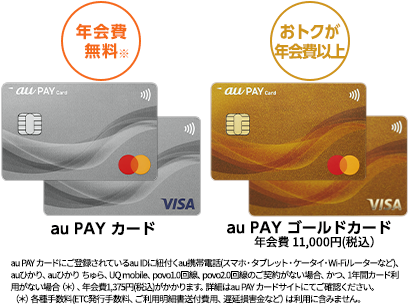 年会費
無料※
おトクが
年会費以上
au PAY Card
au PAY Card
VISA
VISA
au PAY カード
au PAY ゴールドカード
年会費 11,000円(税込)
au PAY カードにご登録されているau IDに紐付くau携帯電話(スマホ・タブレット・ケータイ・Wi-Fiルーターなど)、
auひかり、auひかり ちゅら、UQ mobile、povo1.0回線、povo2.0回線のご契約がない場合、かつ、1年間カード利
用がない場合(＊)、年会費1,375円(税込)がかかります。詳細はau PAY カードサイトにてご確認ください。
(＊) 各種手数料(ETC発行手数料、ご利用明細書送付費用、遅延損害金など) は利用に含みません。